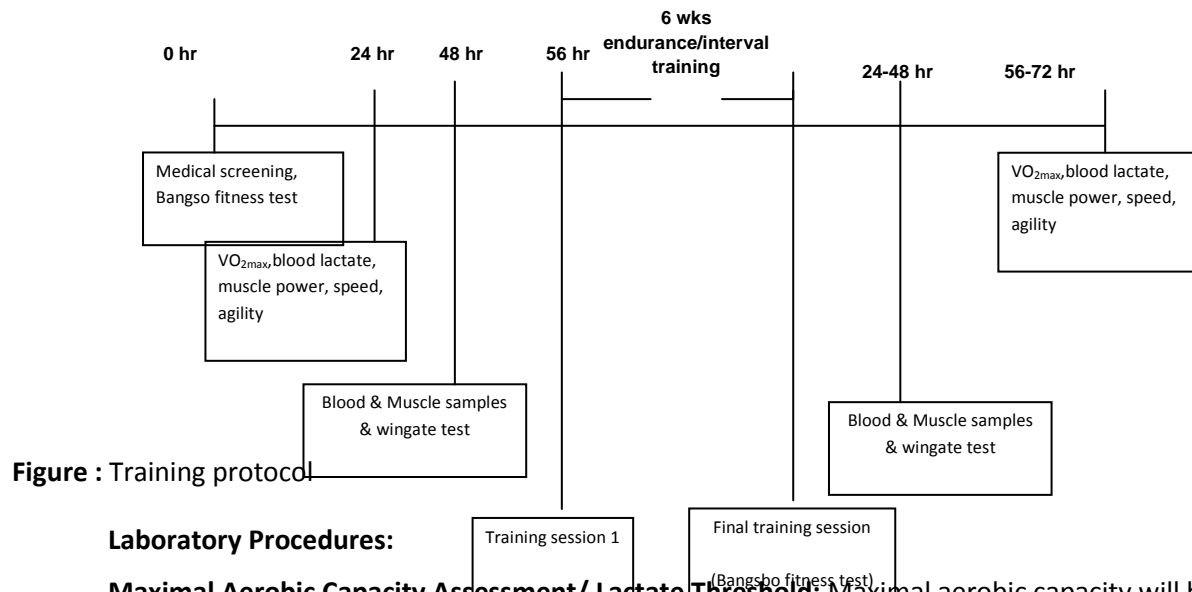 6 wks
endurance/interval
training
0 hr
24 hr
48 hr
56 hr
24-48 hr
56-72 hr
Medical screening,
Bangso fitness test
VO2max,blood lactate,
muscle power, speed,
agility
Blood & Muscle samples
& wingate test
Training session 1
Final training session
(Bangsbo fitness test)
Blood & Muscle samples
& wingate test
VO2max,blood lactate,
muscle power, speed,
agility
Figure : Training protocol
Laboratory Procedures:
Maximal Aerobic Capacity Assessment/ Lactate Threshold: Maximal aerobic capacity will